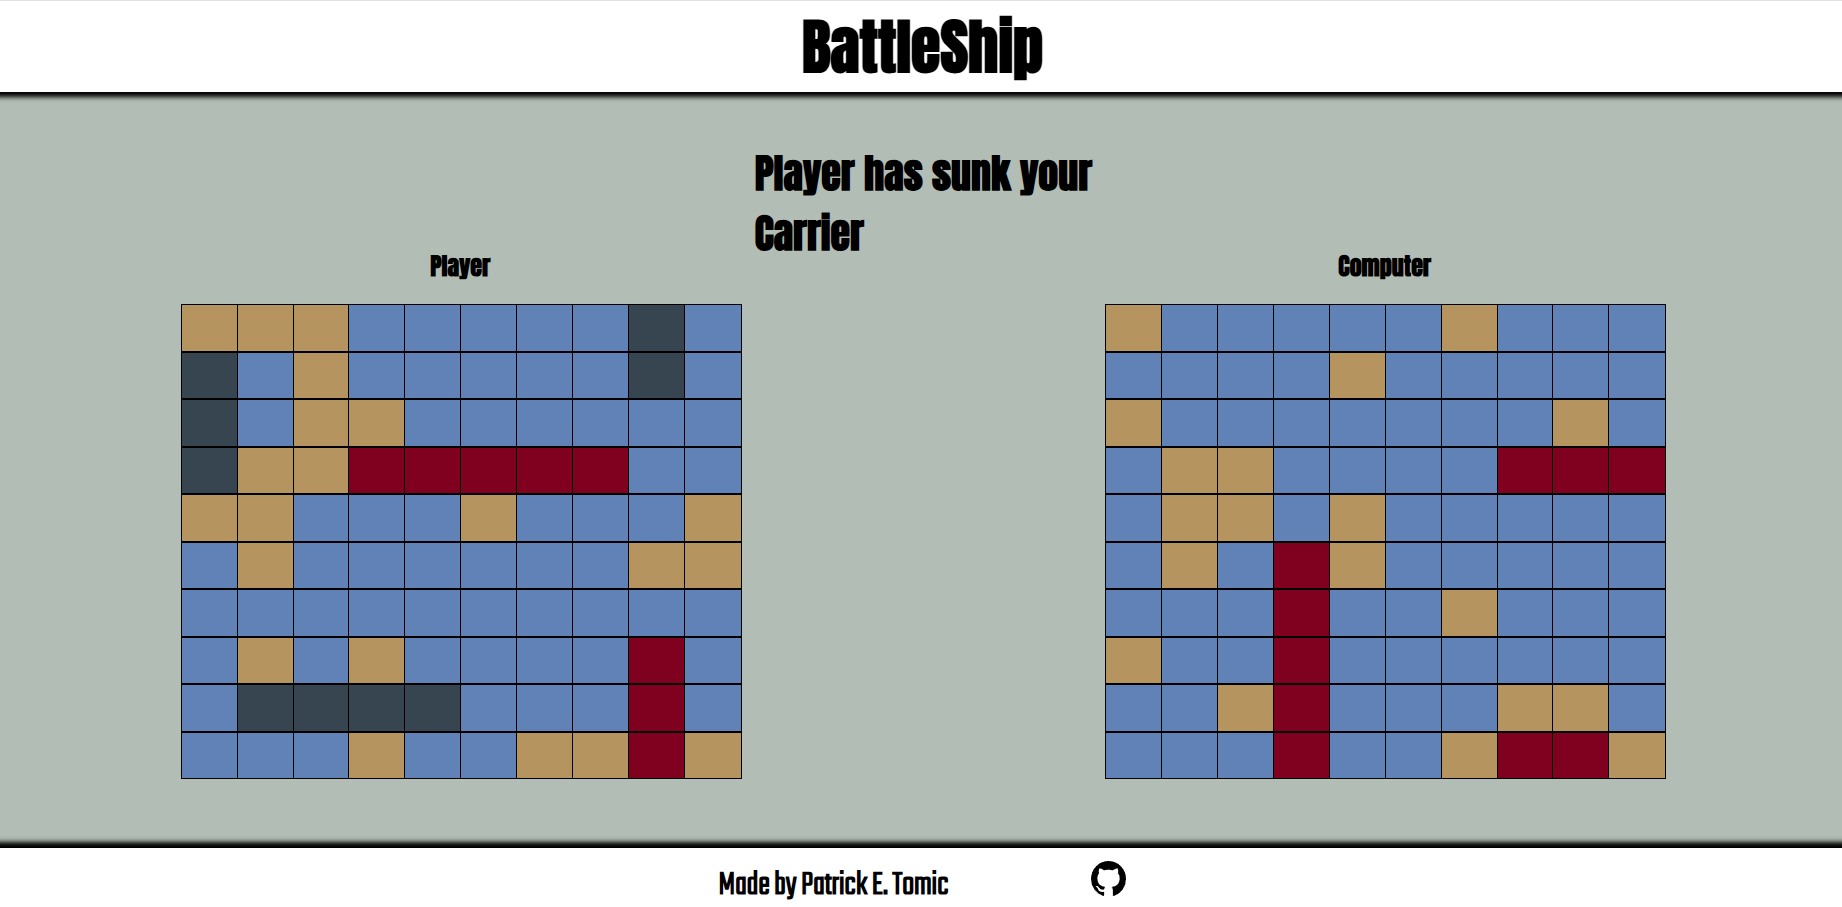 BattleShip
Player has sunk your
Carrier
Player
Computer
Made by Patrick E. Tomic